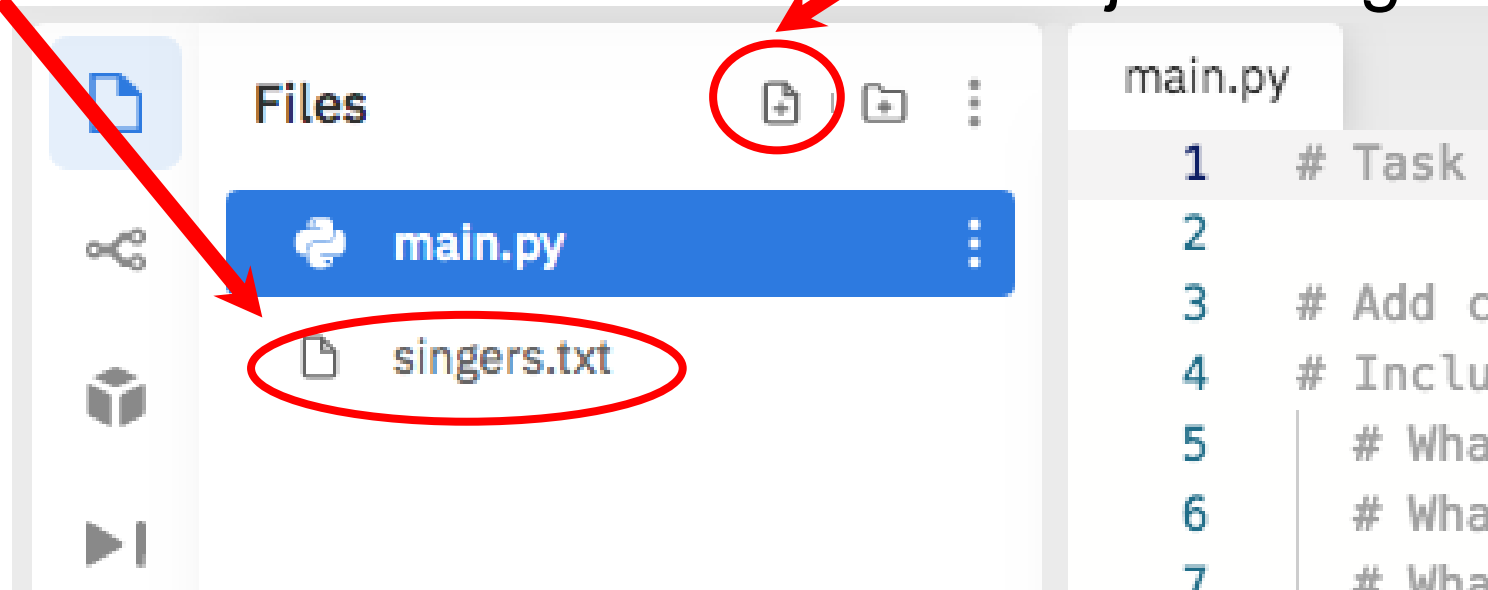 Files
main.py
singers.txt
main.py
1 # Task
2
3 # Add c
4 # Inclu
5 # Wha
6 # Wha
7 # Wha